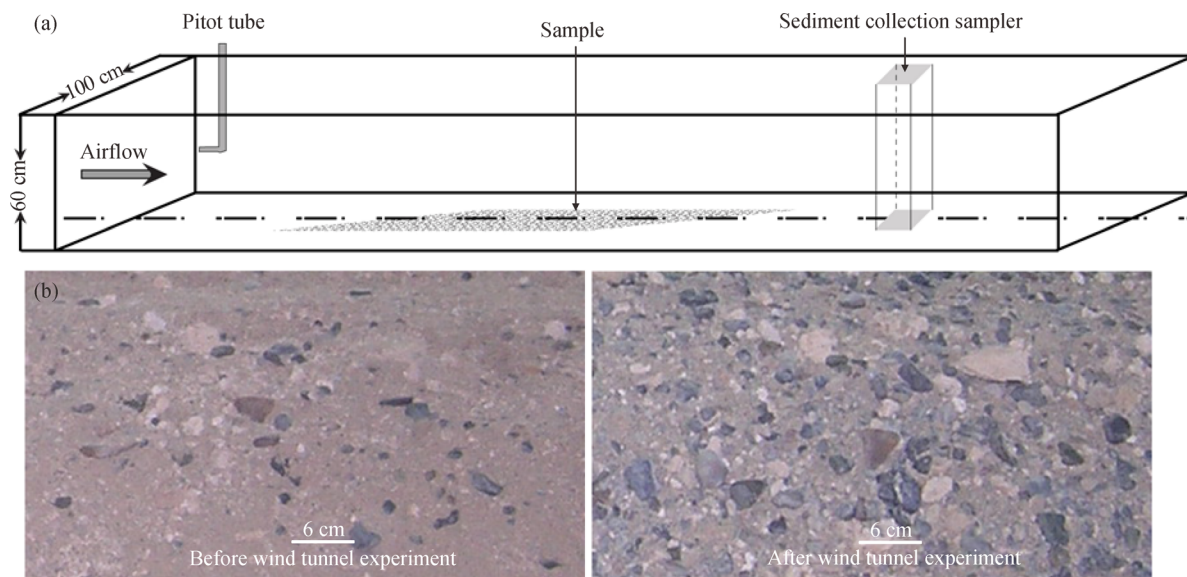 (a)
Pitot tube
Sample
Sediment collection sampler
100 cm
Airflow
60 cm
(b)
6 cm
Before wind tunnel experiment
6 cm
After wind tunnel experiment